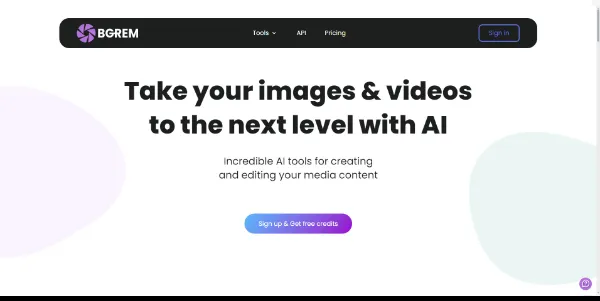 BGREM
Tools
API
Pricing
Sign In
Take your images & videos
to the next level with AI
Incredible AI tools for creating
and editing your media content
Sign up & Get free credits